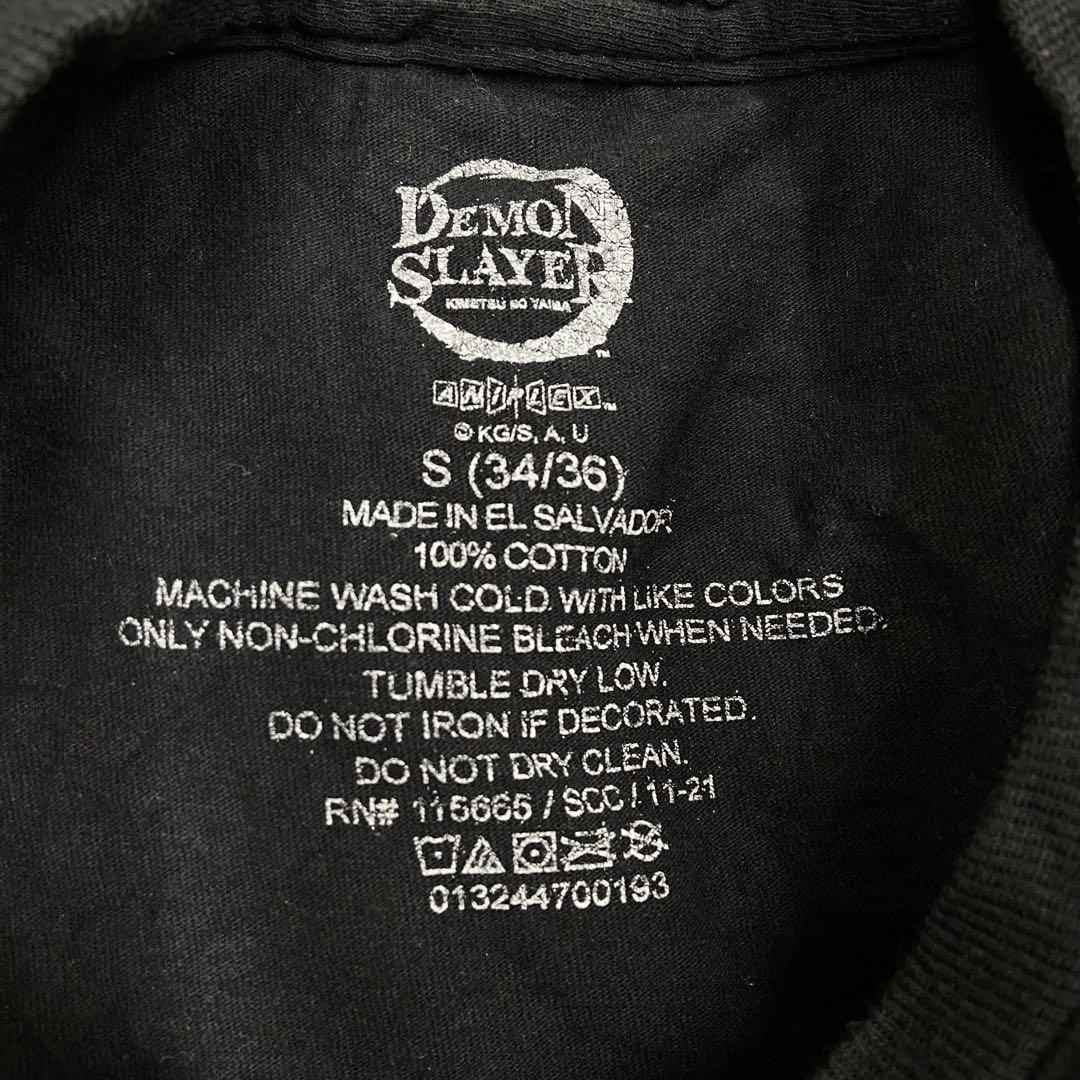 DEMON
SLAYER
KIMETSU NO YAIBA
™
ANIPLEX™
© KG/S, A, U
S (34/36)
MADE IN EL SALVADOR
100% COTTON
MACHINE WASH COLD WITH LIKE COLORS
ONLY NON-CHLORINE BLEACH WHEN NEEDED.
TUMBLE DRY LOW.
DO NOT IRON IF DECORATED.
DO NOT DRY CLEAN.
RN# 115665 / SCC / 11-21
013244700193